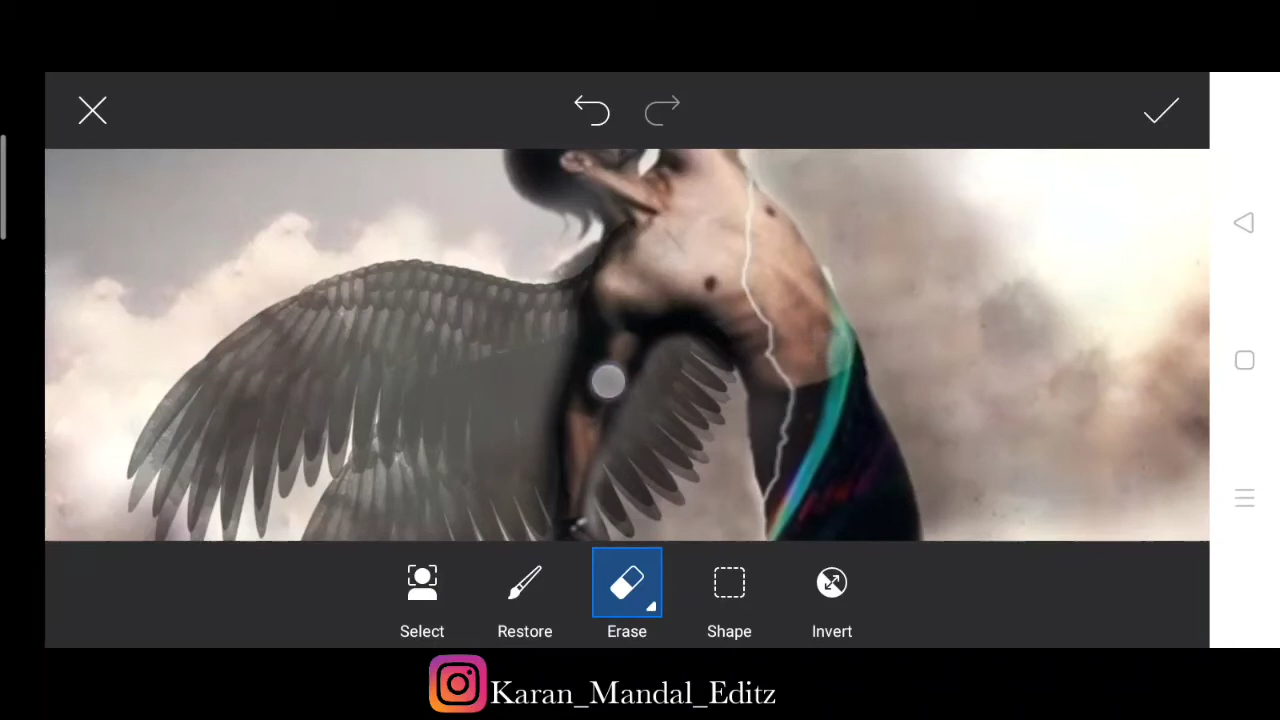 Select
Restore
Erase
Shape
Invert
Karan_Mandal_Editz